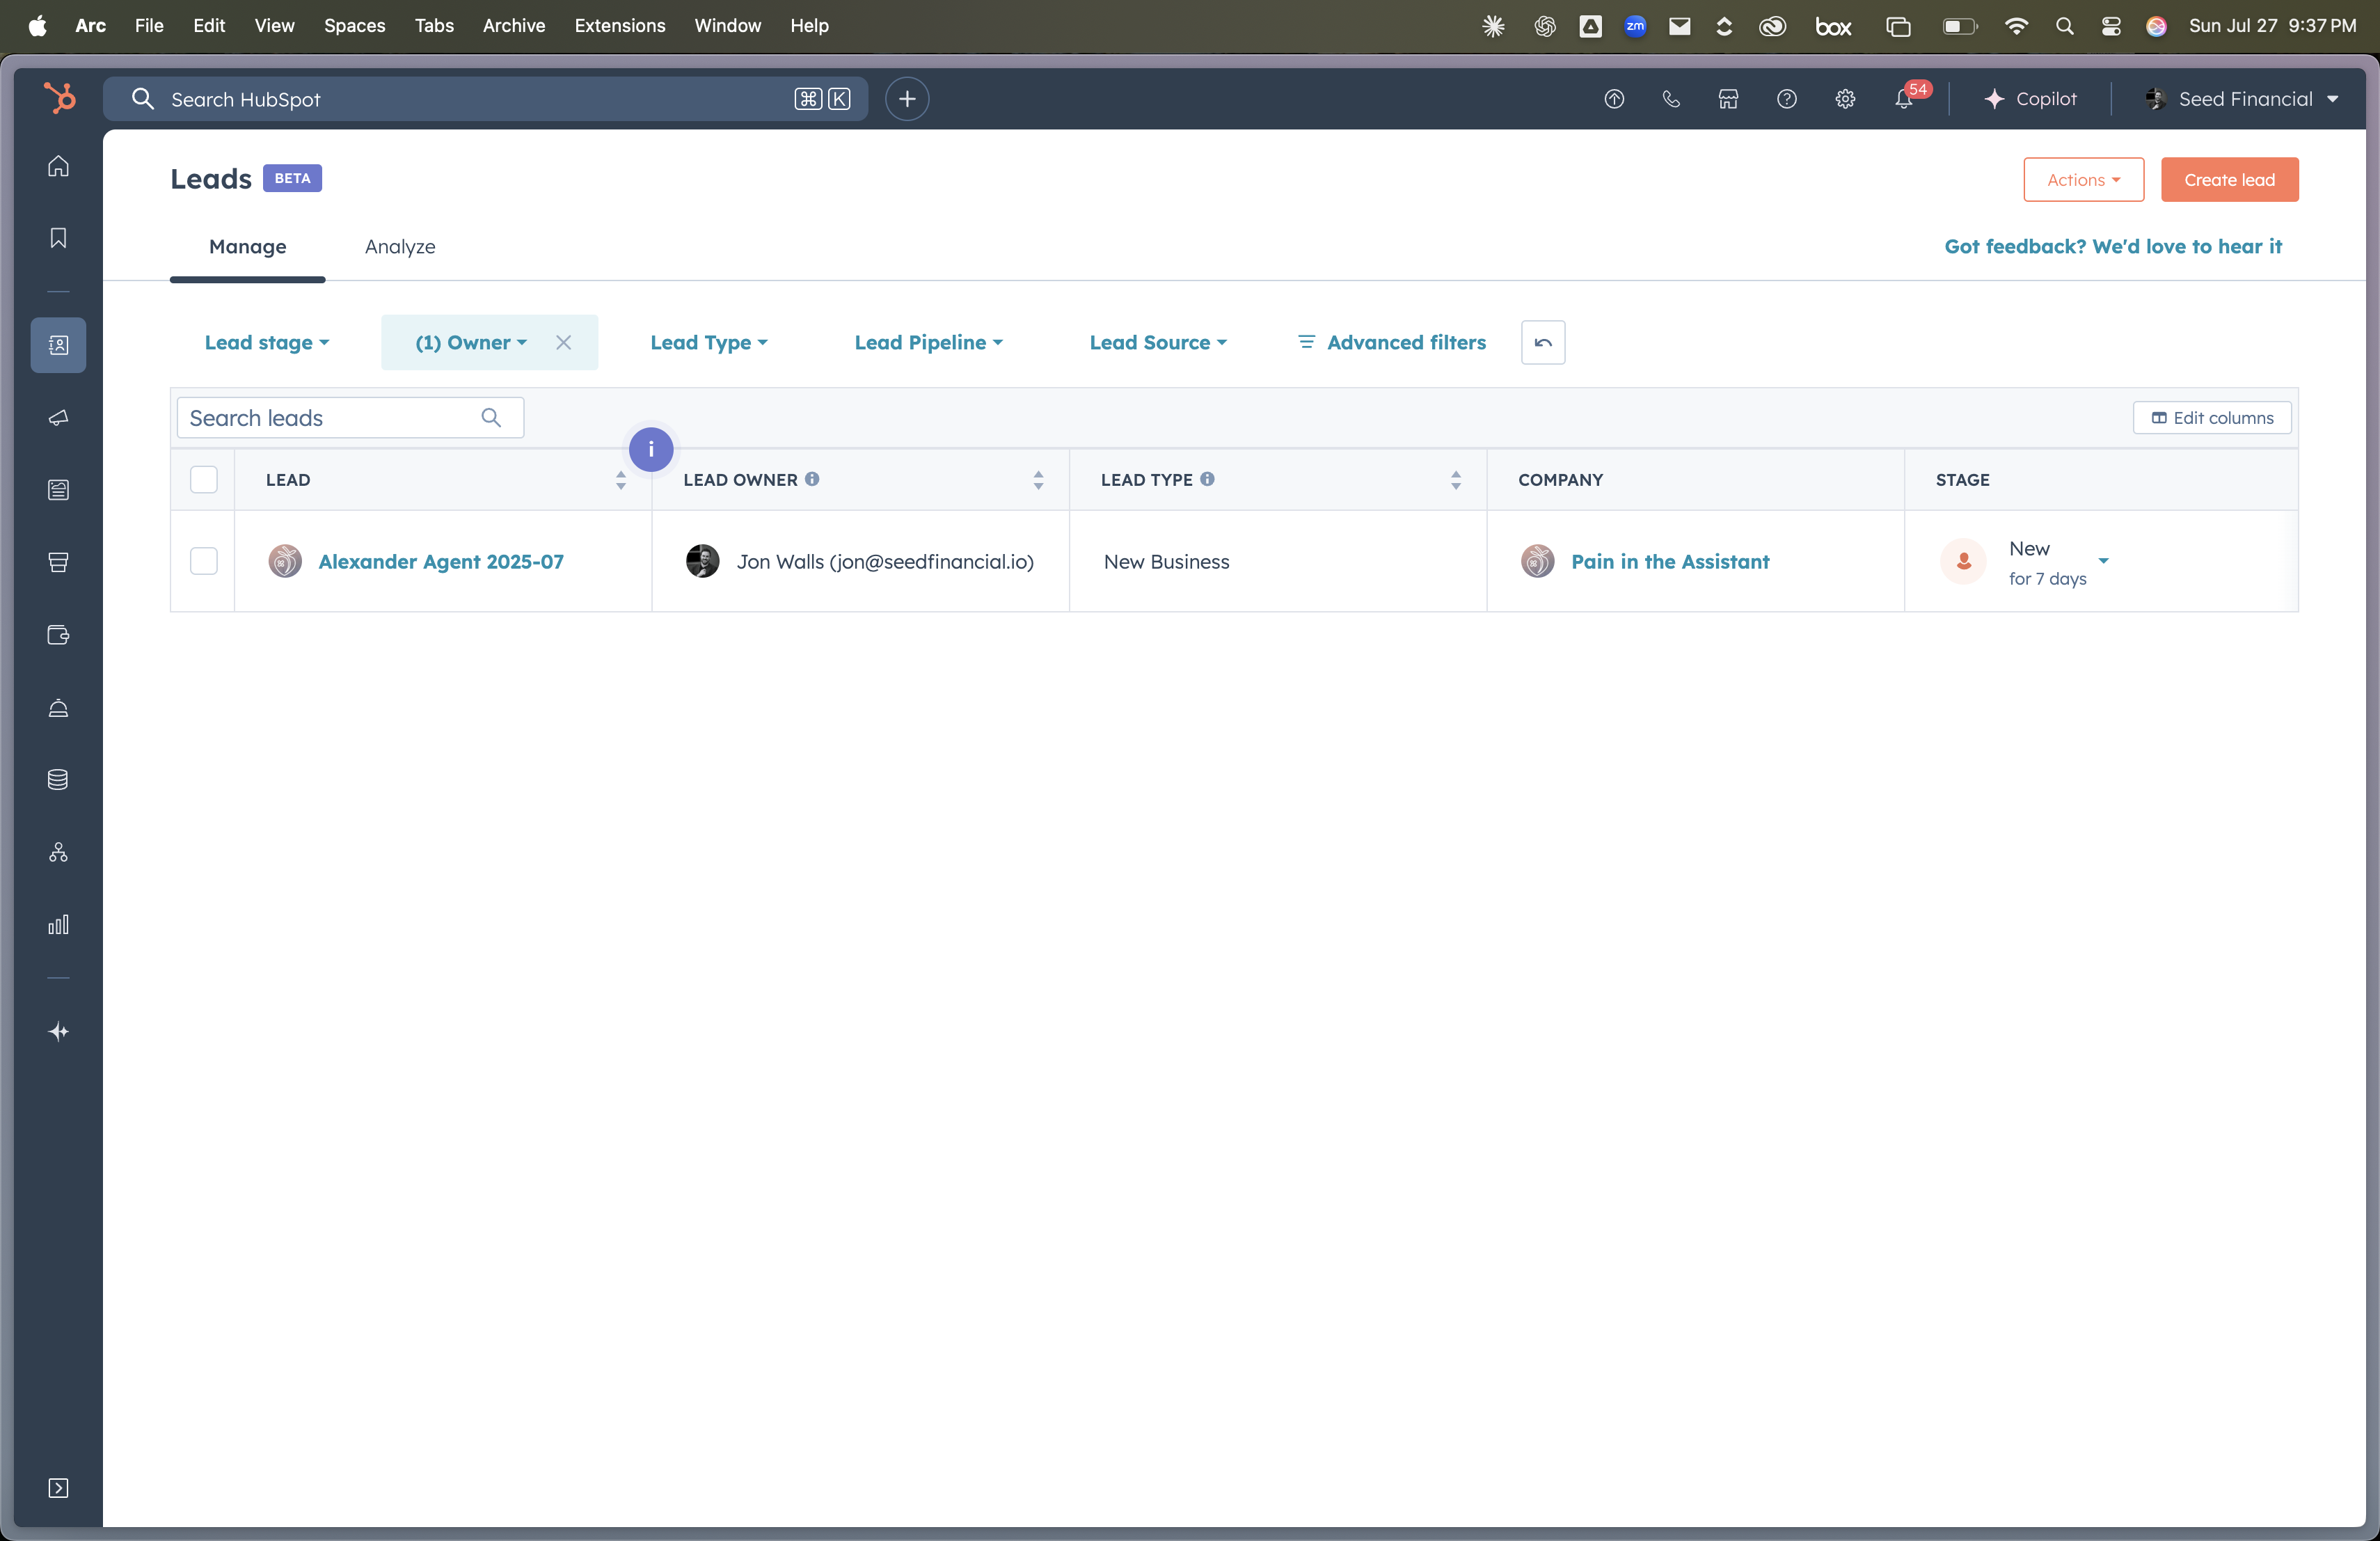 Arc File Edit View Spaces Tabs Archive Extensions Window Help zm box Sun Jul 27 9:37 PM
Search HubSpot ⌘ K 54 Copilot Seed Financial
Leads BETA Actions Create lead
Manage Analyze Got feedback? We'd love to hear it
Lead stage (1) Owner Lead Type Lead Pipeline Lead Source Advanced filters
Search leads Edit columns
i
LEAD LEAD OWNER i LEAD TYPE i COMPANY STAGE
Alexander Agent 2025-07 Jon Walls (jon@seedfinancial.io) New Business Pain in the Assistant New
for 7 days